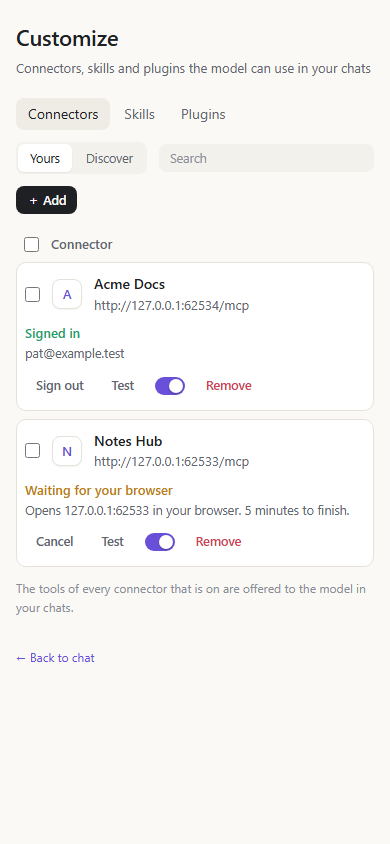 Customize
Connectors, skills and plugins the model can use in your chats
Connectors Skills Plugins
Yours Discover Search
+ Add
Connector
A Acme Docs
http://127.0.0.1:62534/mcp
Signed in
pat@example.test
Sign out Test Remove
N Notes Hub
http://127.0.0.1:62533/mcp
Waiting for your browser
Opens 127.0.0.1:62633 in your browser. 5 minutes to finish.
Cancel Test Remove
The tools of every connector that is on are offered to the model in
your chats.
← Back to chat